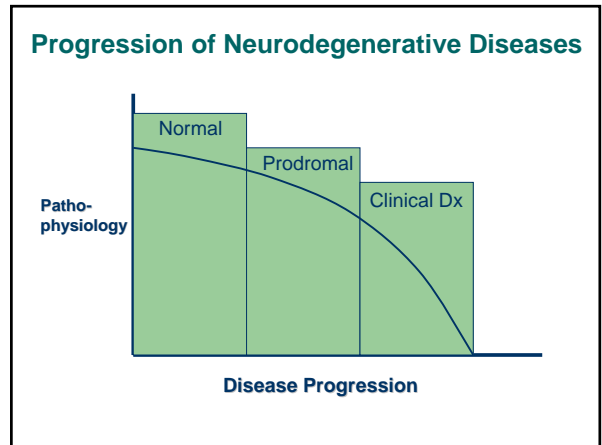 Progression of Neurodegenerative Diseases
Normal
Prodromal
Clinical Dx
Patho-
physiology
Disease Progression